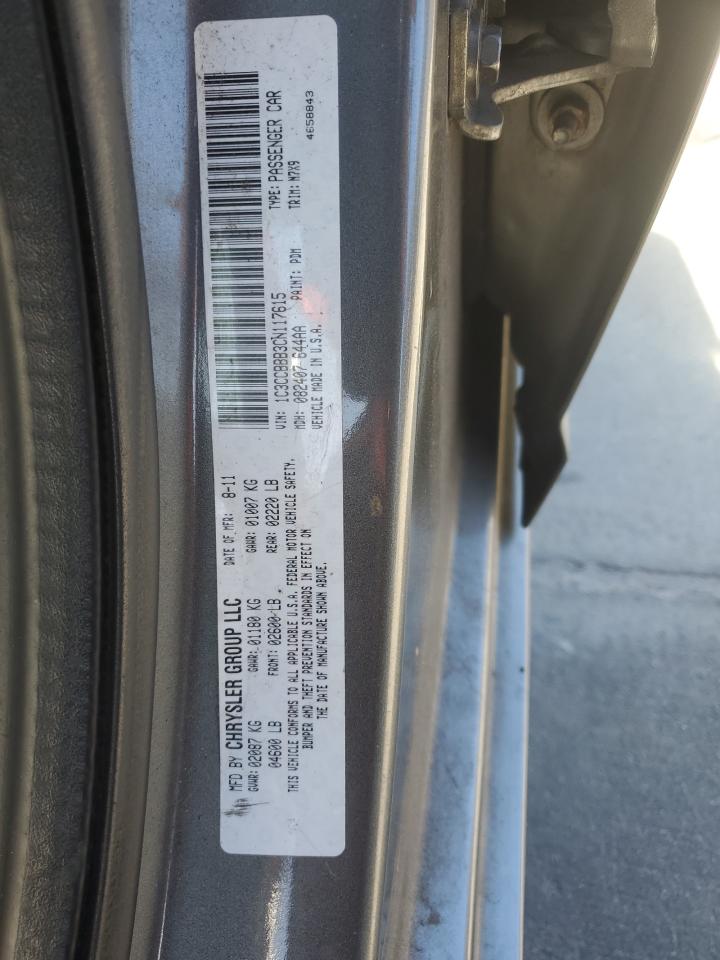 MFD BY CHRYSLER GROUP LLC DATE OF MFR: 8-11
GVWR: 02087 KG GAWR: 01180 KG GAWR: 01007 KG
04600 LB FRONT: 02600 LB REAR: 02220 LB
THIS VEHICLE CONFORMS TO ALL APPLICABLE U.S.A. FEDERAL MOTOR VEHICLE SAFETY,
BUMPER AND THEFT PREVENTION STANDARDS IN EFFECT ON
THE DATE OF MANUFACTURE SHOWN ABOVE.
VIN: 1C3CCBBB3CN117615 TYPE: PASSENGER CAR
MDH: 082407 644AA PAINT: PDM TRIM: N7X9
VEHICLE MADE IN U.S.A. 4658843